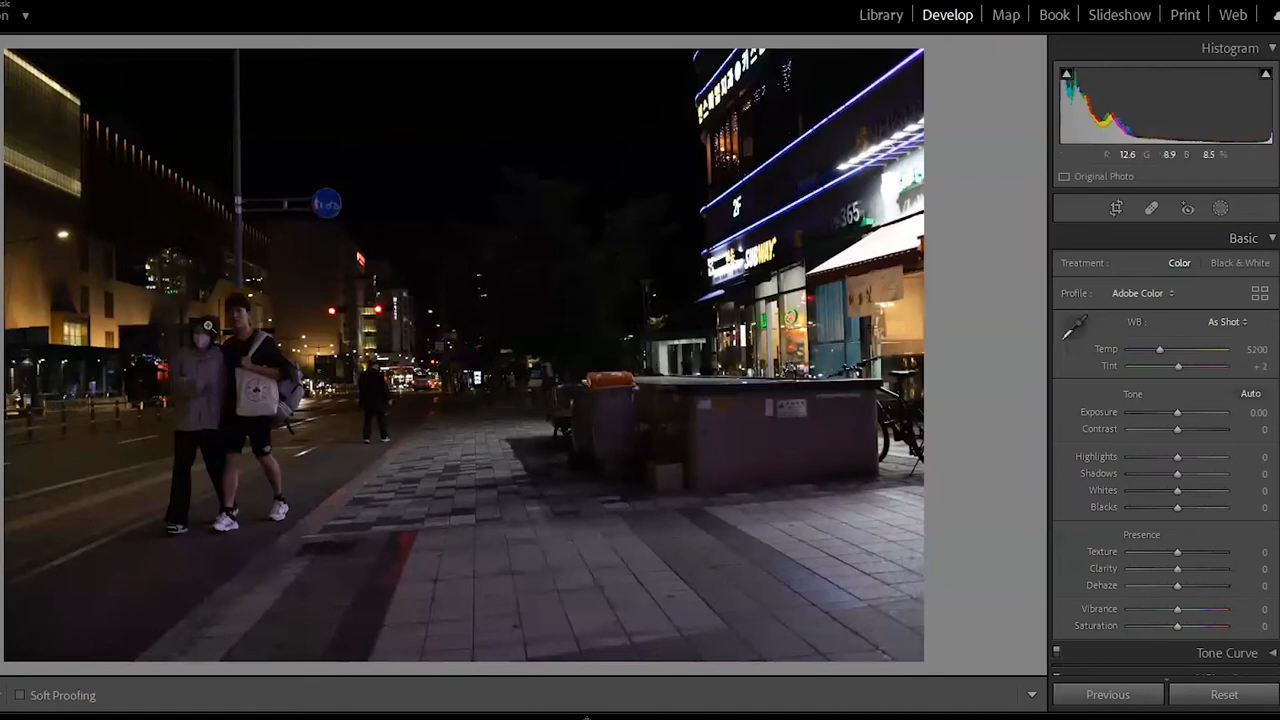 Library | Develop | Map | Book | Slideshow | Print | Web |
Histogram
R 12.6 G 8.9 B 8.5 %
Original Photo
Basic
Treatment : Color Black & White
Profile : Adobe Color
WB : As Shot
Temp 5200
Tint + 2
Tone Auto
Exposure 0.00
Contrast 0
Highlights 0
Shadows 0
Whites 0
Blacks 0
Presence
Texture 0
Clarity 0
Dehaze 0
Vibrance 0
Saturation 0
Tone Curve
Previous Reset
Soft Proofing
2F
365
SUBWAY